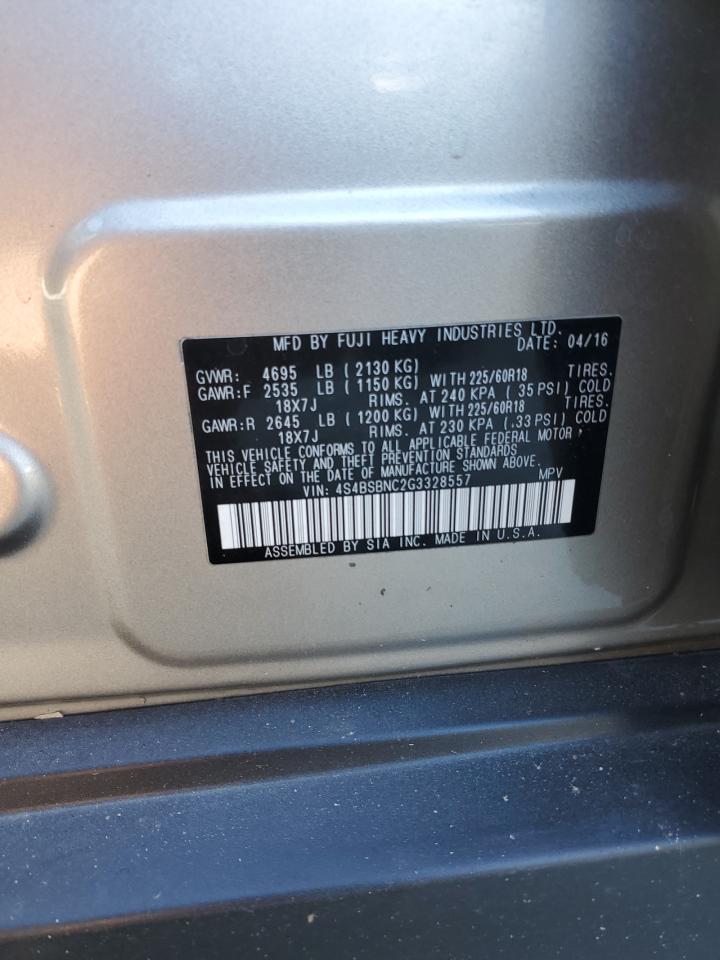 MFD BY FUJI HEAVY INDUSTRIES LTD.
DATE: 04/16
GVWR: 4695 LB ( 2130 KG)
GAWR:F 2535 LB ( 1150 KG) WITH 225/60R18 TIRES.
18X7J RIMS. AT 240 KPA ( 35 PSI) COLD
GAWR:R 2645 LB ( 1200 KG) WITH 225/60R18 TIRES.
18X7J RIMS. AT 230 KPA ( 33 PSI) COLD
THIS VEHICLE CONFORMS TO ALL APPLICABLE FEDERAL MOTOR
VEHICLE SAFETY AND THEFT PREVENTION STANDARDS
IN EFFECT ON THE DATE OF MANUFACTURE SHOWN ABOVE.
VIN: 4S4BSBNC2G3328557 MPV
ASSEMBLED BY SIA INC. MADE IN U.S.A.